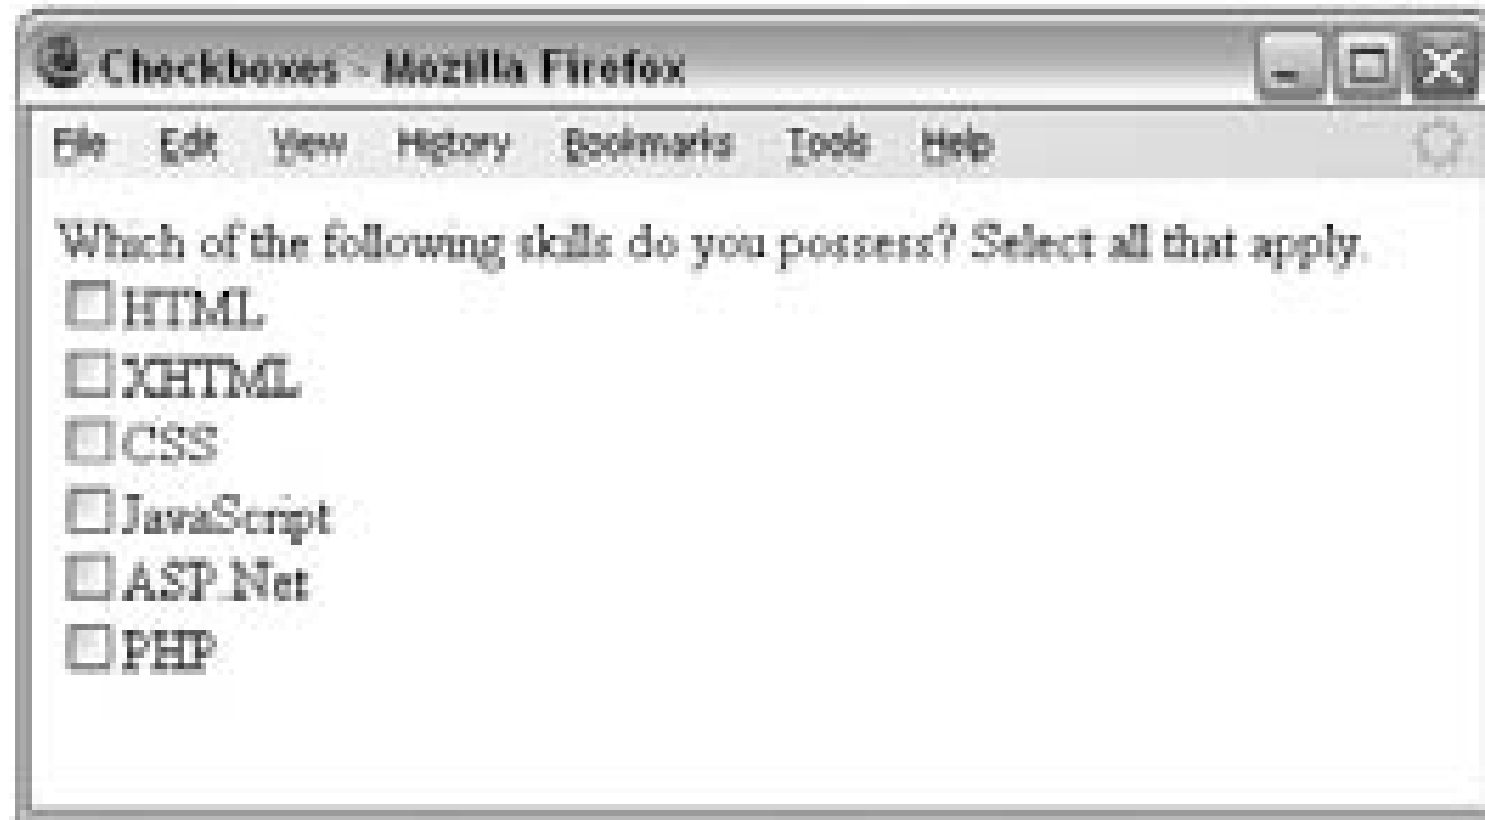 Checkboxes - Mozilla Firefox
File Edit View History Bookmarks Tools Help
Which of the following skills do you possess? Select all that apply.
HTML
XHTML
CSS
JavaScript
ASP.Net
PHP